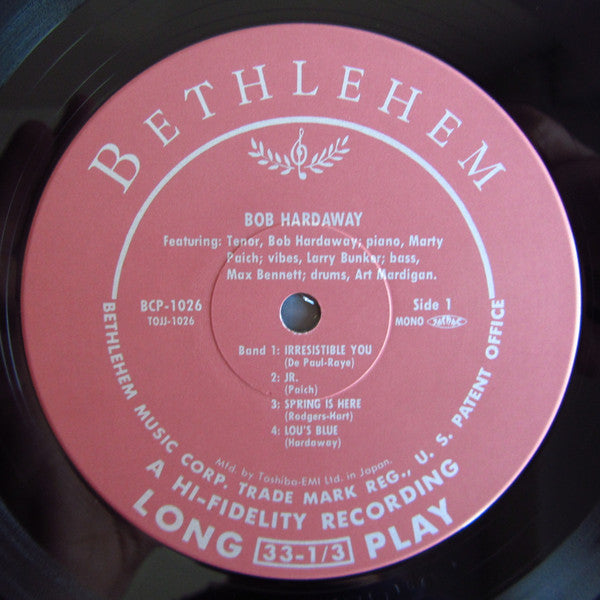 BETHLEHEM
BOB HARDAWAY
Featuring: Tenor, Bob Hardaway; piano, Marty
Paich; vibes, Larry Bunker; bass,
Max Bennett; drums, Art Mardigan.
BCP-1026
TOJJ-1026
Side 1
MONO
Band 1: IRRESISTIBLE YOU
(De Paul-Raye)
2: JR.
(Paich)
3: SPRING IS HERE
(Rodgers-Hart)
4: LOU'S BLUE
(Hardaway)
Mfd. by Toshiba-EMI Ltd. in Japan.
BETHLEHEM MUSIC CORP. TRADE MARK REG., U. S. PATENT OFFICE
A HI-FIDELITY RECORDING
LONG 33-1/3 PLAY